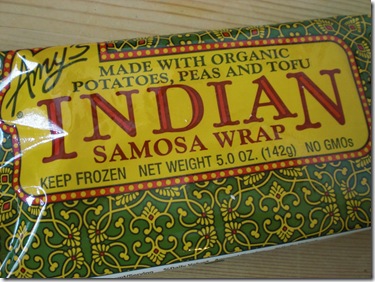 Amy's
MADE WITH ORGANIC
POTATOES, PEAS AND TOFU
INDIAN
SAMOSA WRAP
KEEP FROZEN NET WEIGHT 5.0 OZ. (142g) NO GMOs